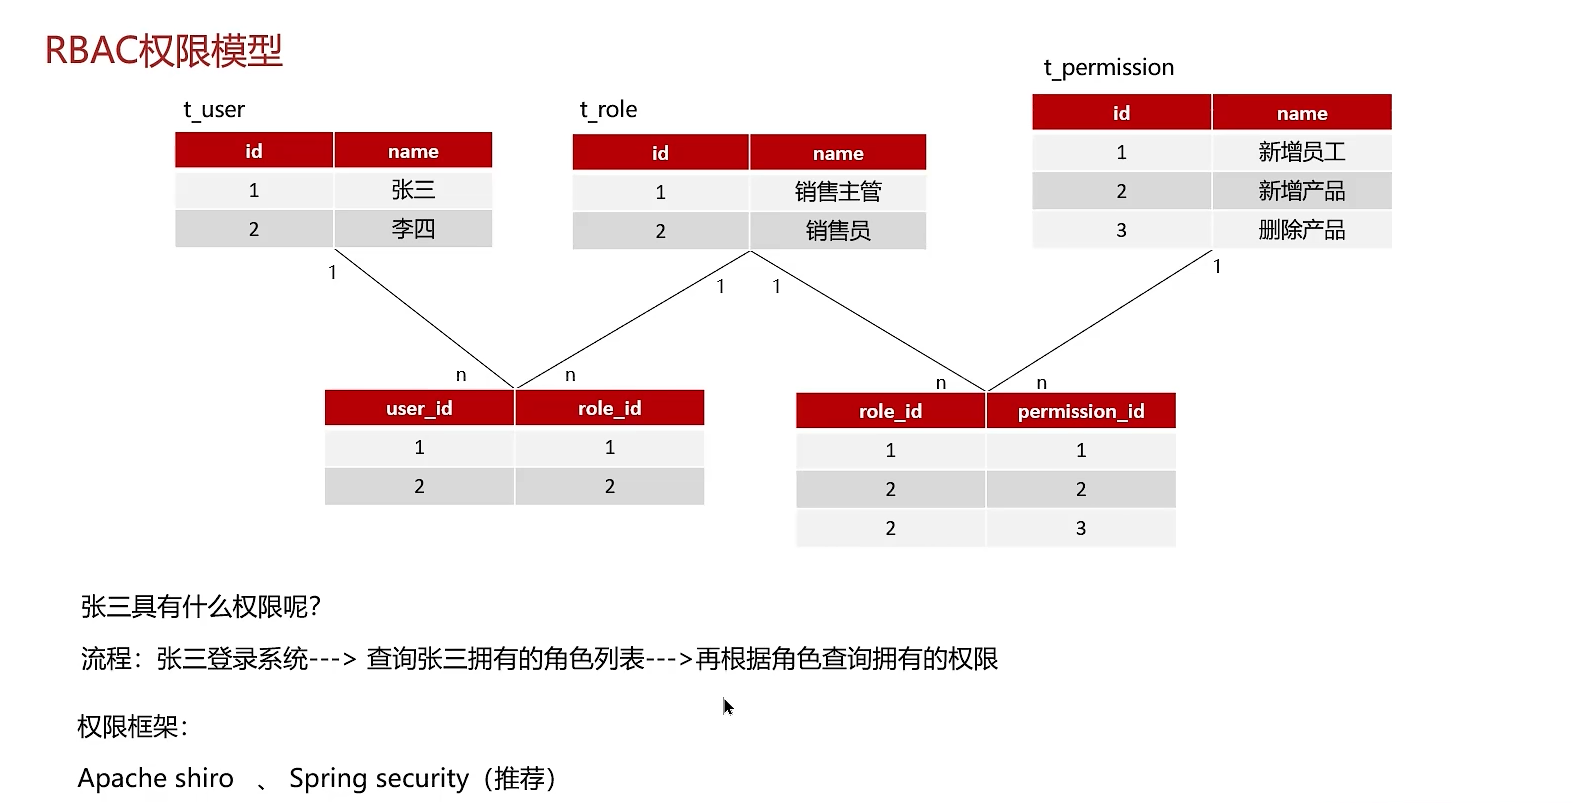 RBAC权限模型
t_permission
t_user
t_role
id name
1 张三
2 李四
id name
1 销售主管
2 销售员
id name
1 新增员工
2 新增产品
3 删除产品
1
1
1
1
n
n
n
n
user_id role_id
1 1
2 2
role_id permission_id
1 1
2 2
2 3
张三具有什么权限呢？
流程：张三登录系统---> 查询张三拥有的角色列表--->再根据角色查询拥有的权限
权限框架：
Apache shiro 、 Spring security（推荐）